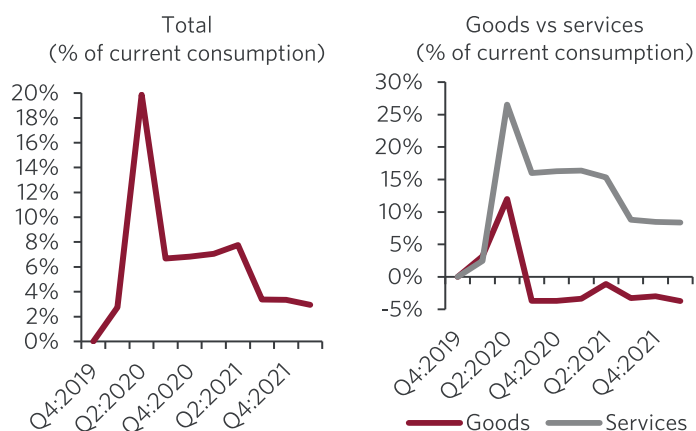 Total
(% of current consumption)
20%
18%
16%
14%
12%
10%
8%
6%
4%
2%
0%
Q4:2019
Q2:2020
Q4:2020
Q2:2021
Q4:2021
Goods vs services
(% of current consumption)
30%
25%
20%
15%
10%
5%
0%
-5%
Q4:2019
Q2:2020
Q4:2020
Q2:2021
Q4:2021
Goods
Services